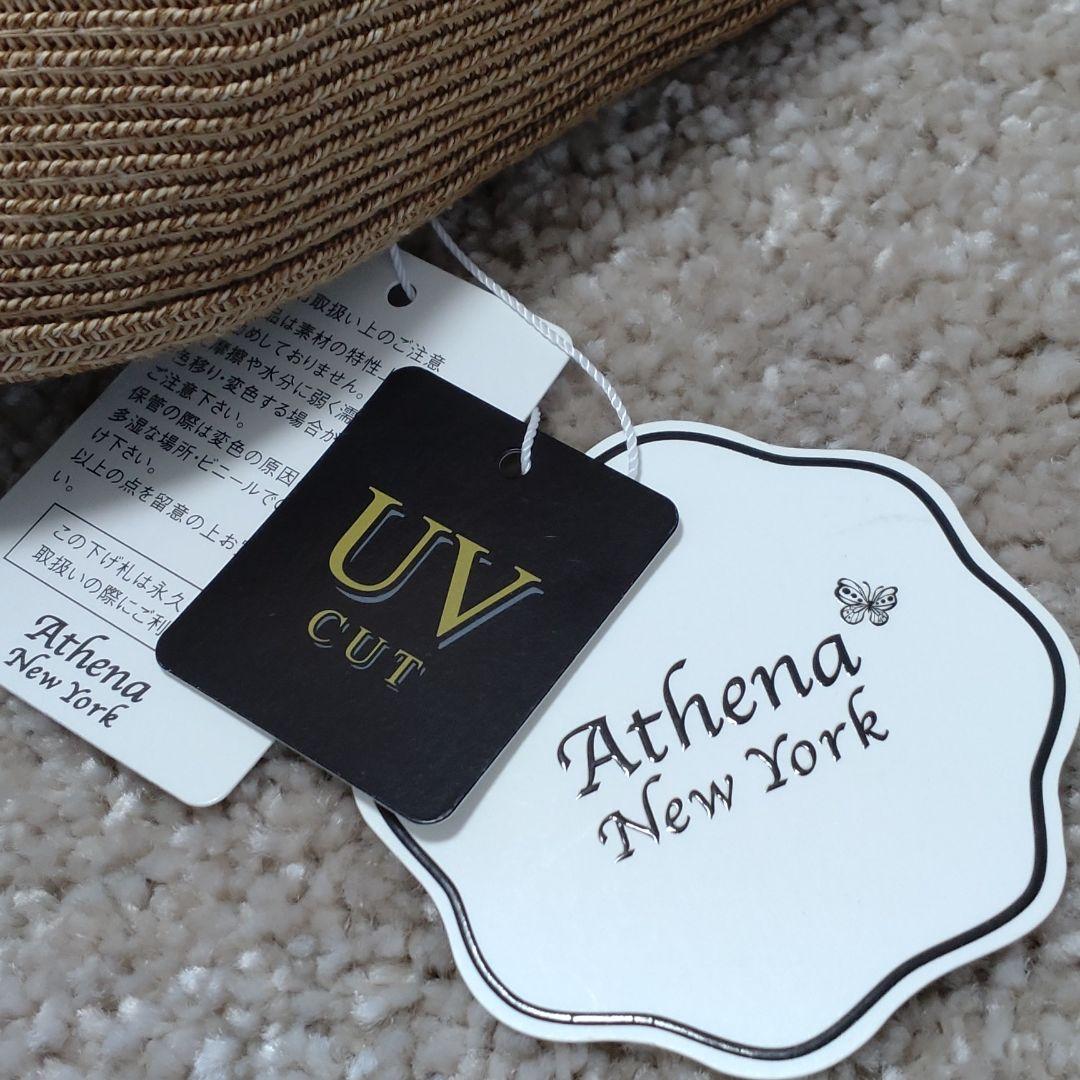 取扱い上のご注意
品は素材の特性
しておりません。
摩擦や水分に弱く濡
色移り・変色する場合が
ご注意下さい。
保管の際は変色の原因
多湿な場所・ビニールでの
け下さい。
以上の点を留意の上お
い。
この下げ札は永久
取扱いの際にご利
Athena
New York
UV
CUT
Athena
New York